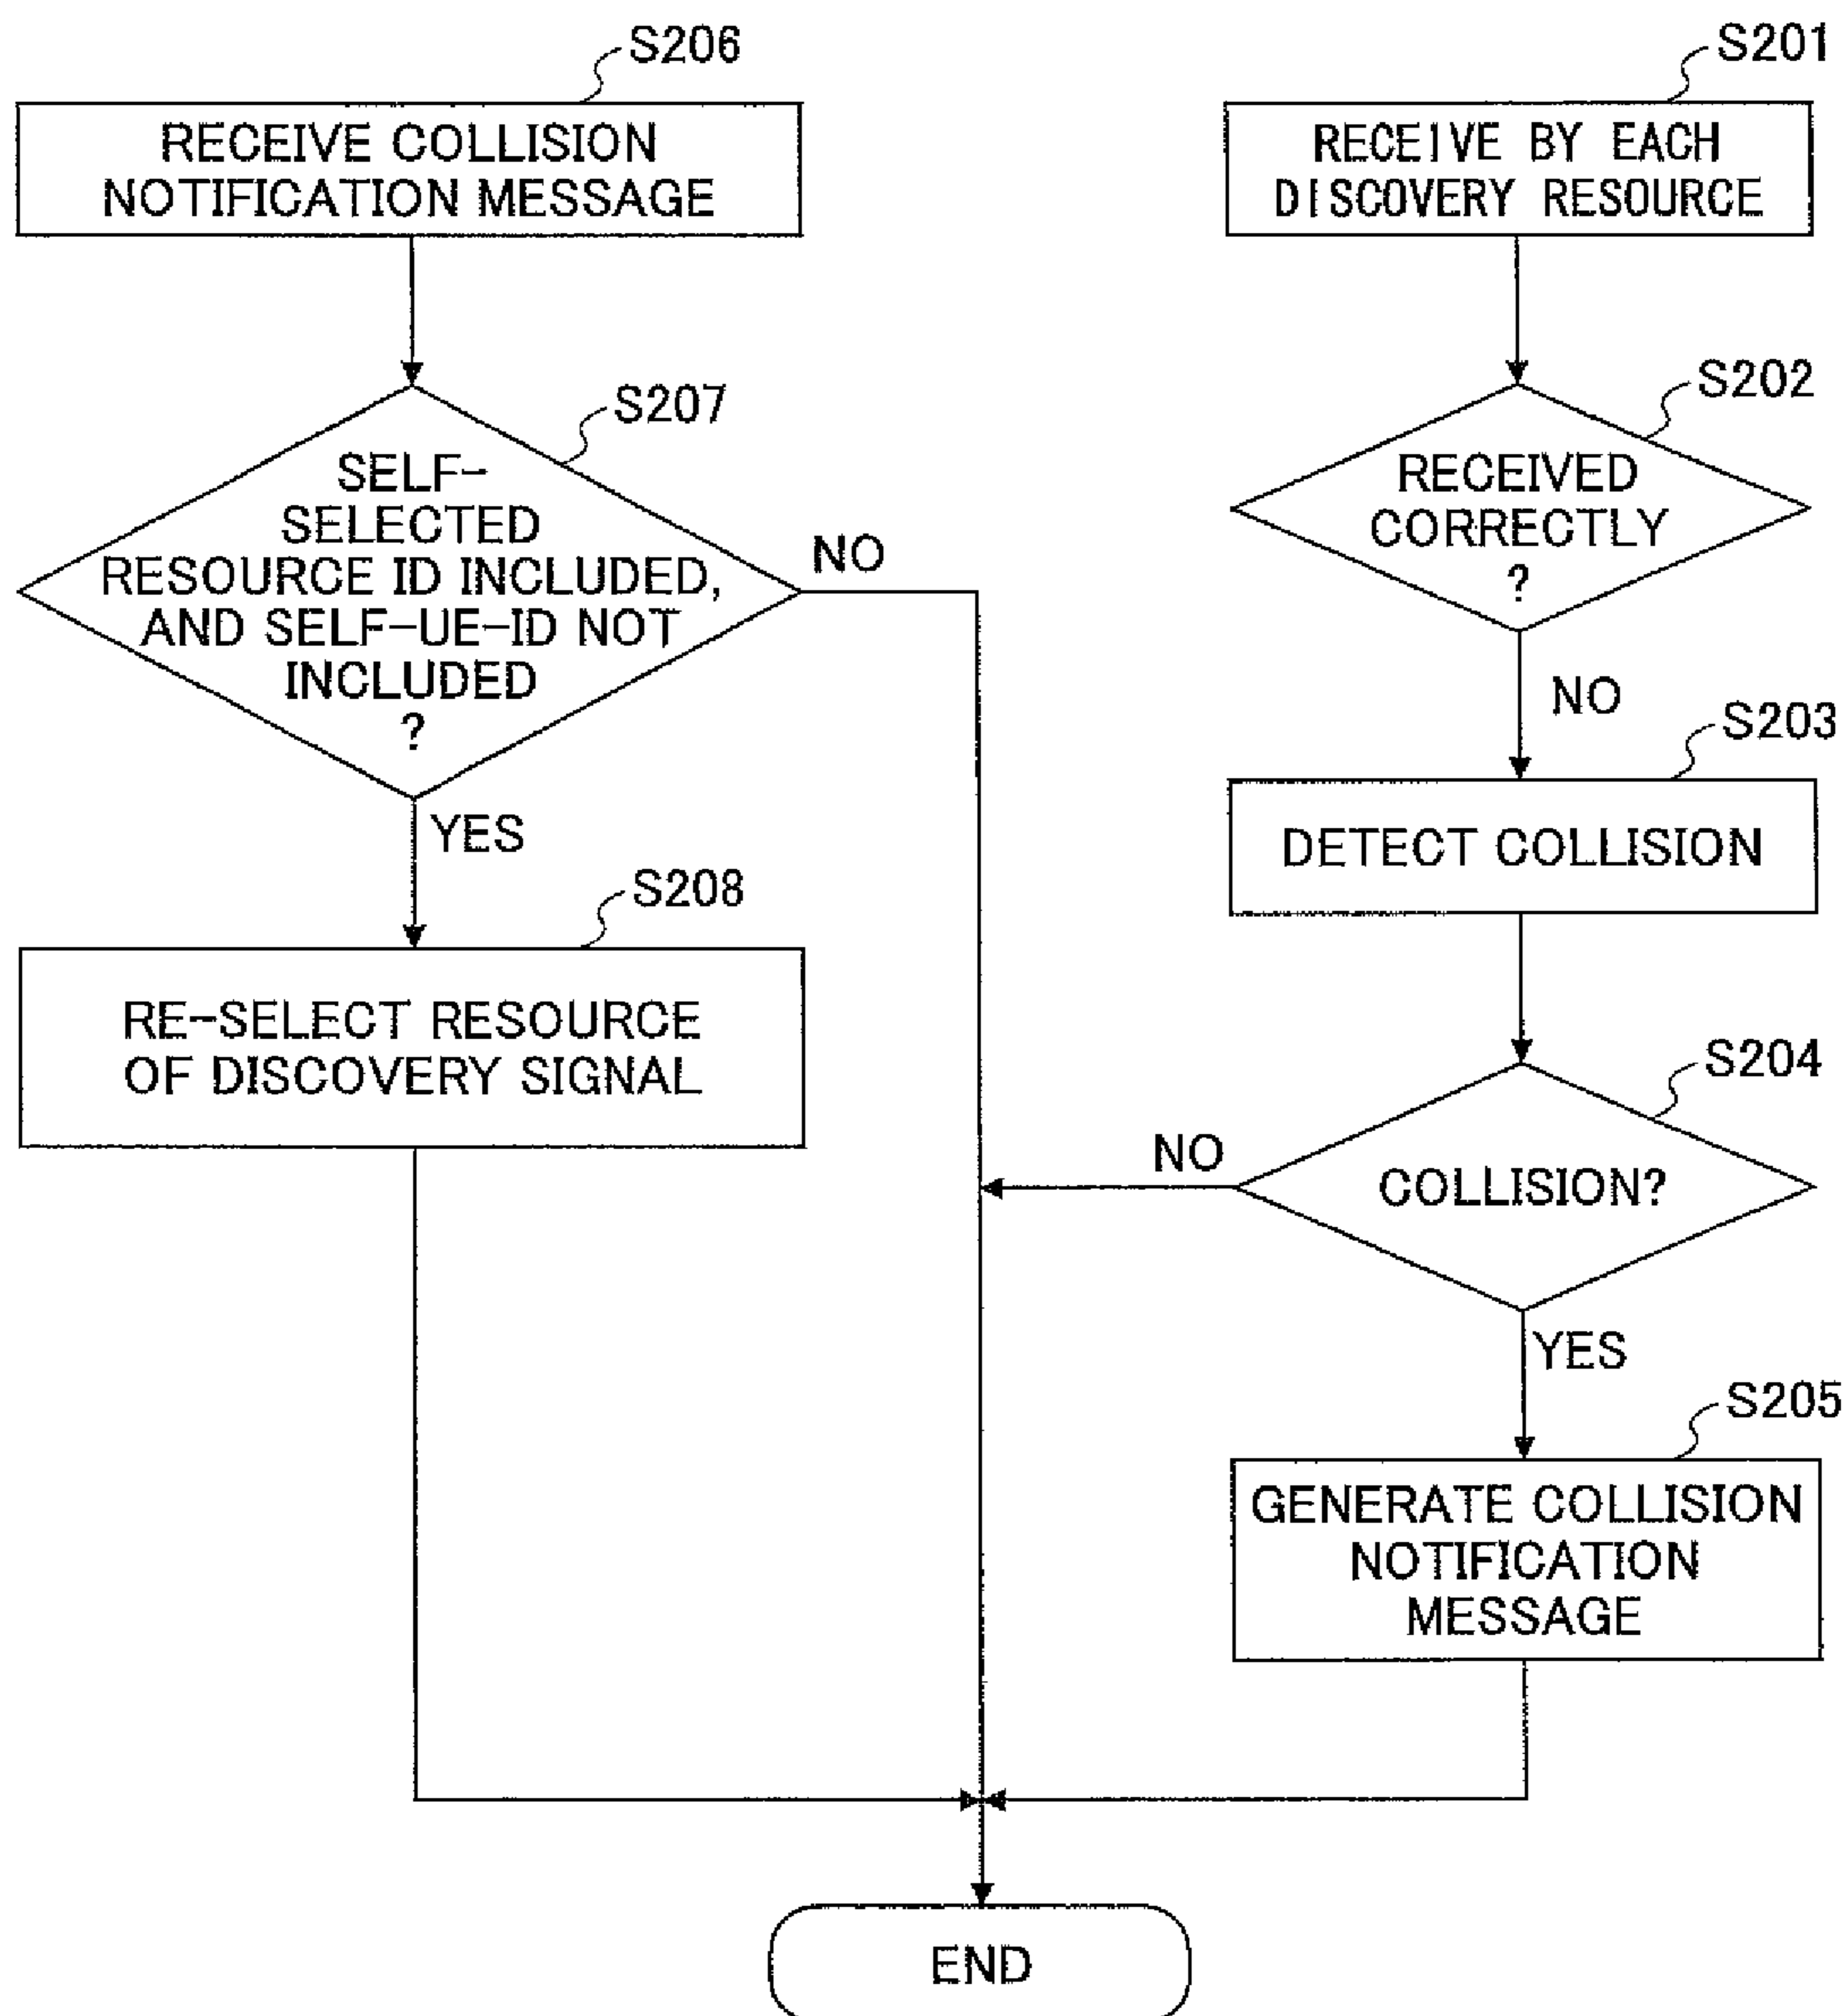 S206
RECEIVE COLLISION
NOTIFICATION MESSAGE
S207
SELF-
SELECTED
RESOURCE ID INCLUDED,
AND SELF-UE-ID NOT
INCLUDED
?
NO
YES
S208
RE-SELECT RESOURCE
OF DISCOVERY SIGNAL
S201
RECEIVE BY EACH
DISCOVERY RESOURCE
S202
RECEIVED
CORRECTLY
?
NO
S203
DETECT COLLISION
S204
COLLISION?
NO
YES
S205
GENERATE COLLISION
NOTIFICATION
MESSAGE
END